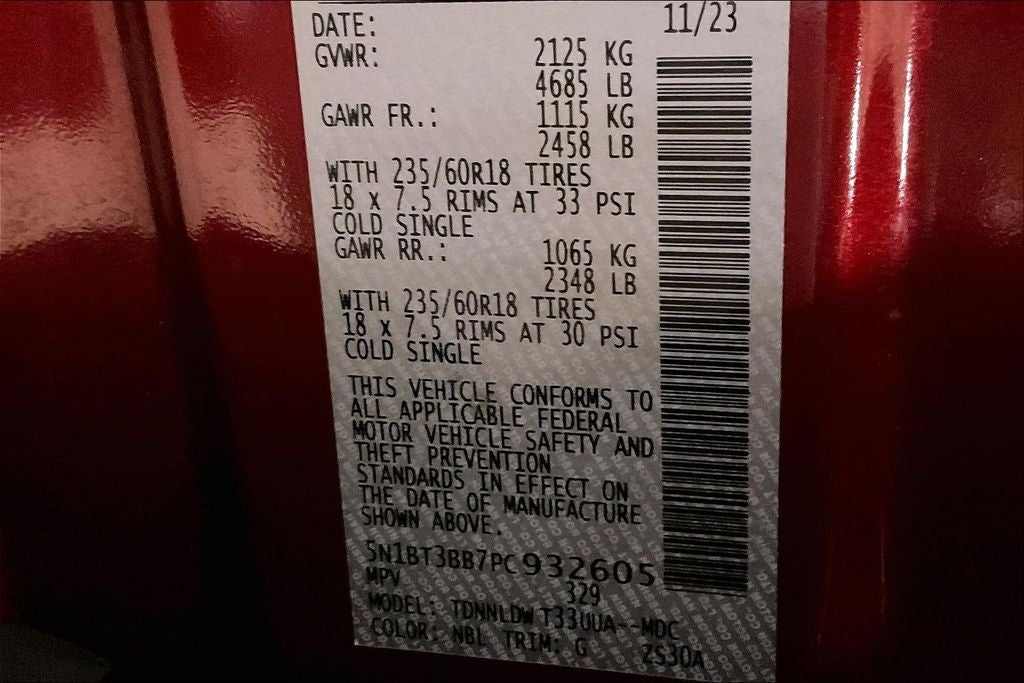 DATE: 11/23
GVWR: 2125 KG
4685 LB
GAWR FR.: 1115 KG
2458 LB
WITH 235/60R18 TIRES
18 x 7.5 RIMS AT 33 PSI
COLD SINGLE
GAWR RR.: 1065 KG
2348 LB
WITH 235/60R18 TIRES
18 x 7.5 RIMS AT 30 PSI
COLD SINGLE
THIS VEHICLE CONFORMS TO
ALL APPLICABLE FEDERAL
MOTOR VEHICLE SAFETY AND
THEFT PREVENTION
STANDARDS IN EFFECT ON
THE DATE OF MANUFACTURE
SHOWN ABOVE.
5N1BT3BB7PC932605
MPV 329
MODEL: TDNNLDW T33UUA--MDC
COLOR: NBL TRIM: G ZS30A